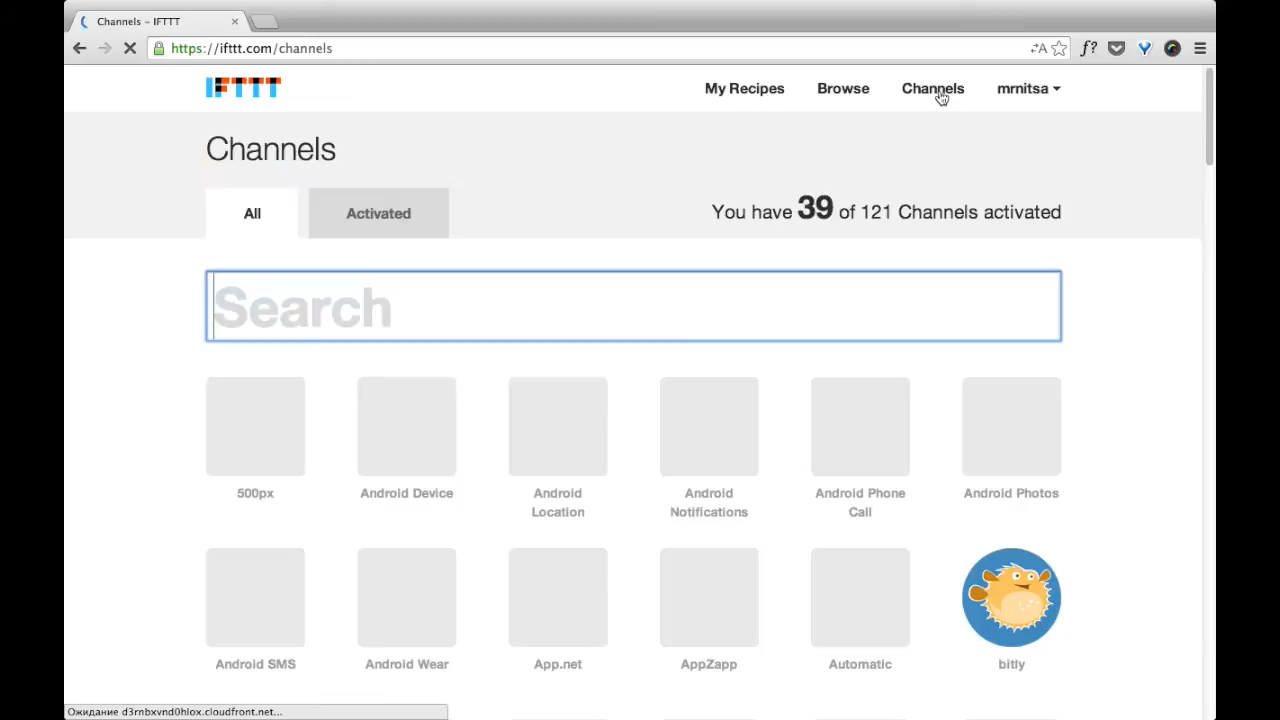 Channels – IFTTT
https://ifttt.com/channels
f?
IFTTT
My Recipes
Browse
Channels
mrnitsa
Channels
All
Activated
You have 39 of 121 Channels activated
Search
500px
Android Device
Android
Location
Android
Notifications
Android Phone
Call
Android Photos
Android SMS
Android Wear
App.net
AppZapp
Automatic
bitly
Ожидание d3rnbxvnd0hlox.cloudfront.net...